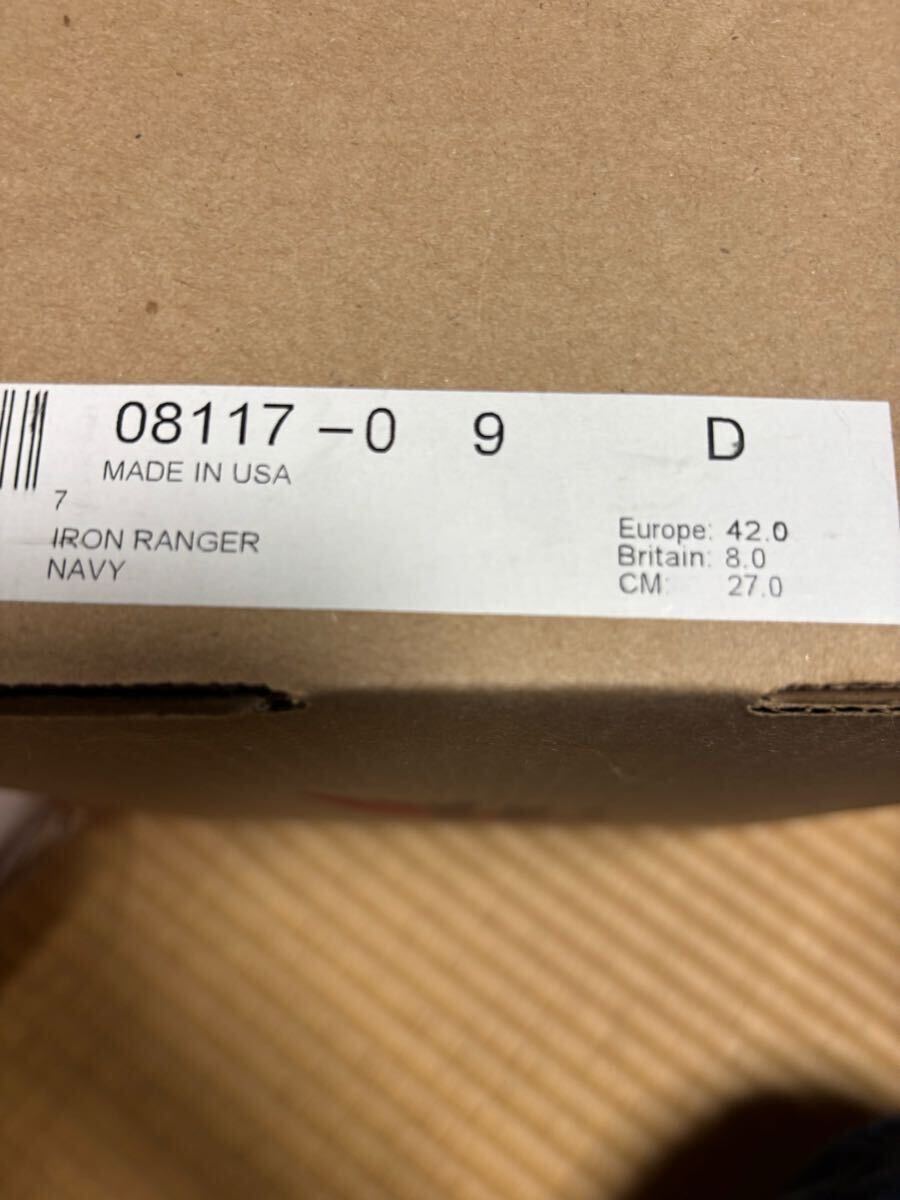 08117 -0 9 D
MADE IN USA
7
IRON RANGER
NAVY
Europe: 42.0
Britain: 8.0
CM: 27.0